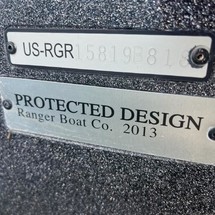 US-RGR
PROTECTED DESIGN
Ranger Boat Co. 2013